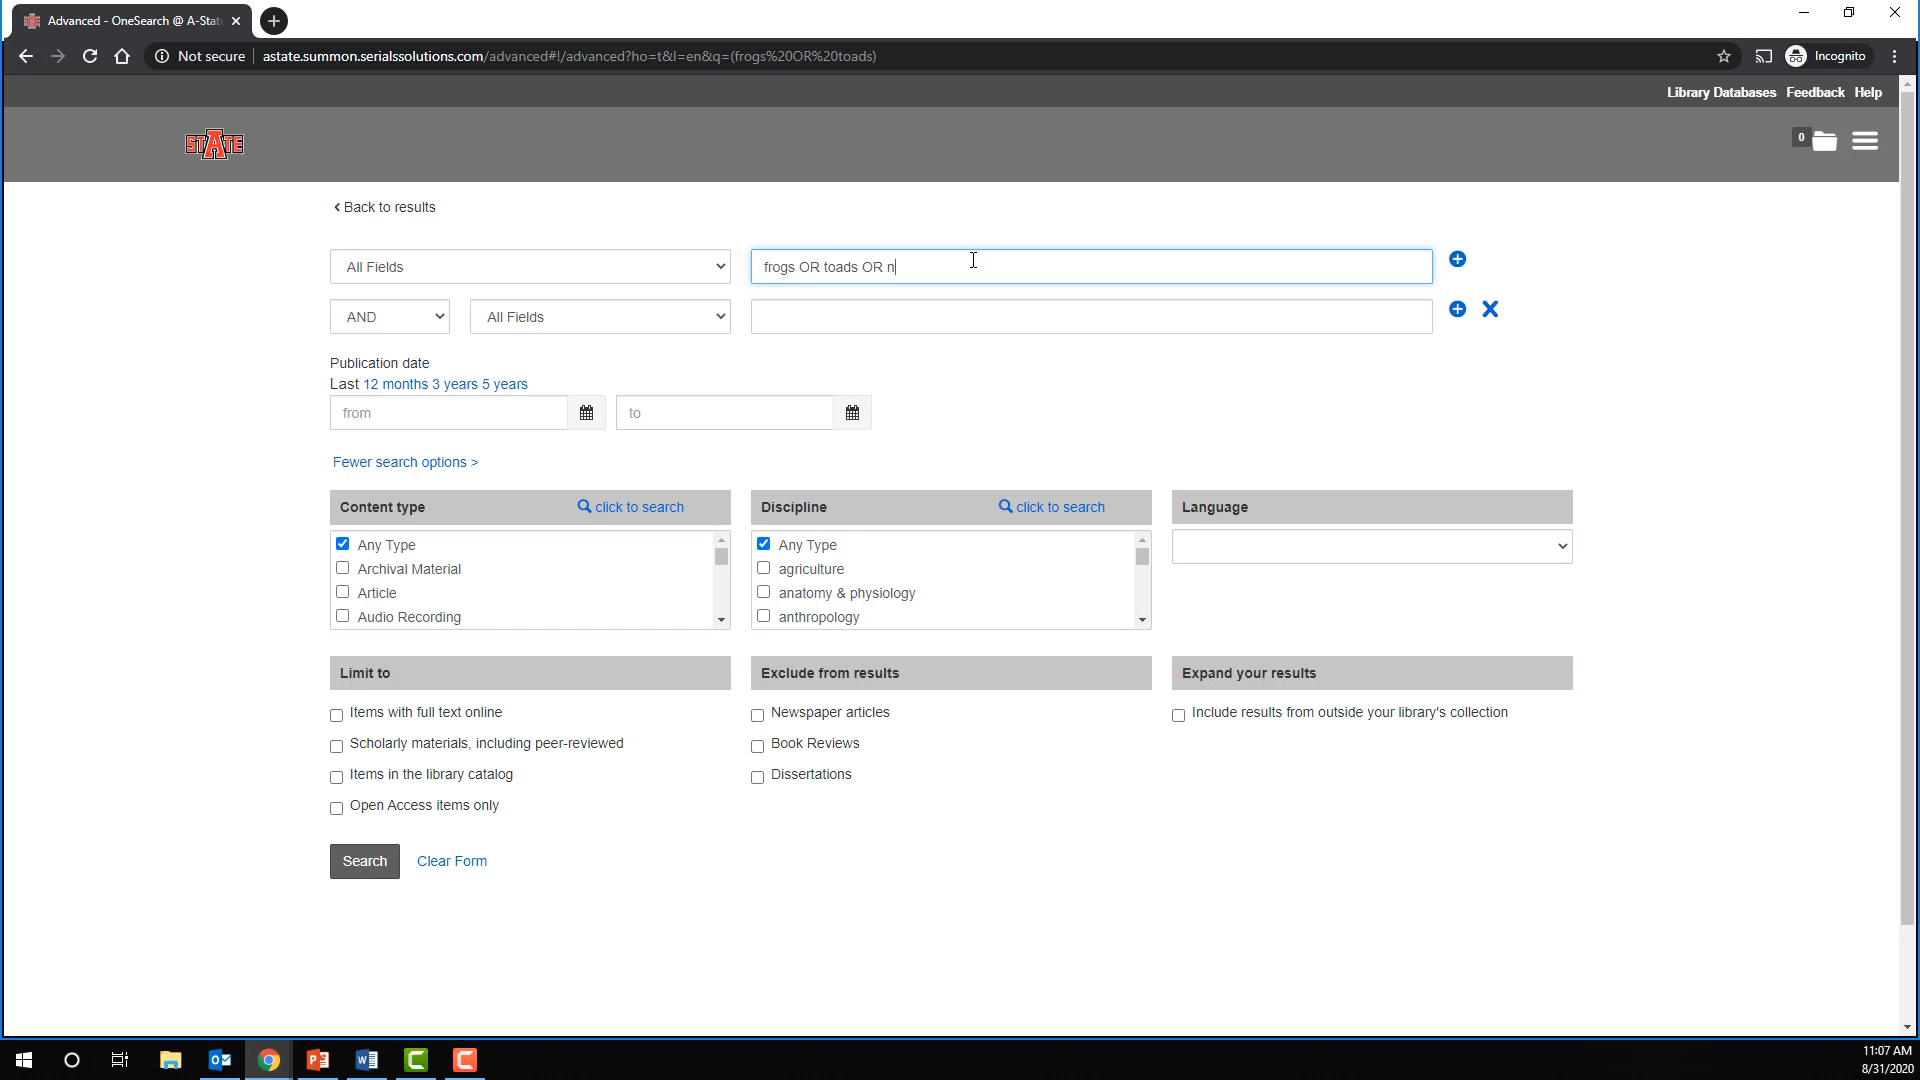 Advanced - OneSearch @ A-Stat
Not secure astate.summon.serialssolutions.com/advanced#!/advanced?ho=t&l=en&q=(frogs%20OR%20toads) Incognito
Library Databases Feedback Help
STATE
0
Back to results
All Fields frogs OR toads OR n
AND All Fields
Publication date
Last 12 months 3 years 5 years
from to
Fewer search options >
Content type click to search Discipline click to search Language
Any Type Any Type
Archival Material agriculture
Article anatomy & physiology
Audio Recording anthropology
Limit to Exclude from results Expand your results
Items with full text online Newspaper articles Include results from outside your library's collection
Scholarly materials, including peer-reviewed Book Reviews
Items in the library catalog Dissertations
Open Access items only
Search Clear Form
11:07 AM
8/31/2020